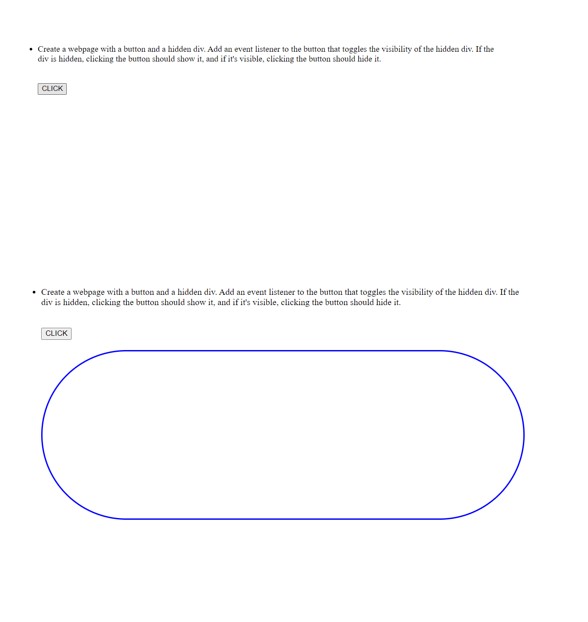 Create a webpage with a button and a hidden div. Add an event listener to the button that toggles the visibility of the hidden div. If the
div is hidden, clicking the button should show it, and if it's visible, clicking the button should hide it.
CLICK
Create a webpage with a button and a hidden div. Add an event listener to the button that toggles the visibility of the hidden div. If the
div is hidden, clicking the button should show it, and if it's visible, clicking the button should hide it.
CLICK